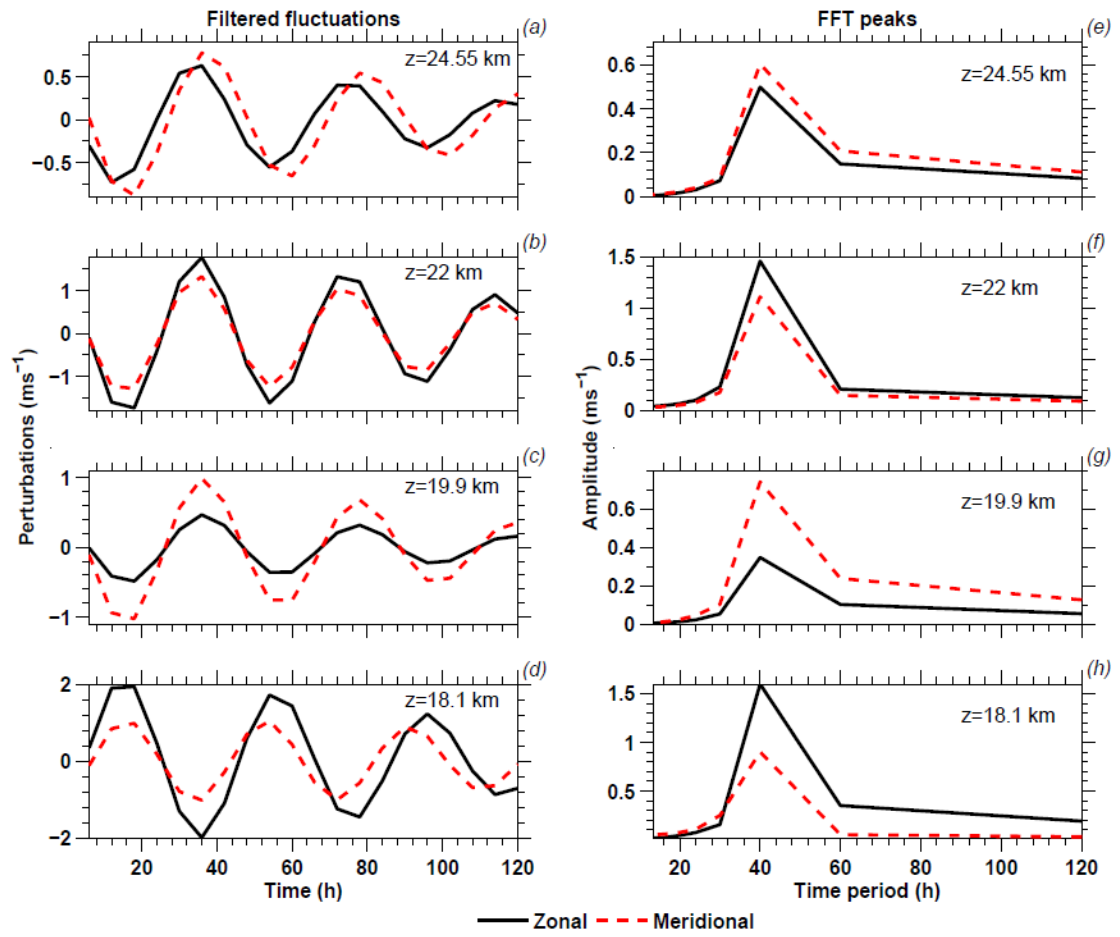 Filtered fluctuations
(a)
z=24.55 km
0.5
0
−0.5
(b)
z=22 km
1
0
−1
(c)
z=19.9 km
1
0
−1
(d)
z=18.1 km
2
0
−2
20 40 60 80 100 120
Time (h)
Perturbations (ms−1)
FFT peaks
(e)
z=24.55 km
0.6
0.4
0.2
0
(f)
z=22 km
1.5
1
0.5
0
(g)
z=19.9 km
0.6
0.4
0.2
0
(h)
z=18.1 km
1.5
1
0.5
20 40 60 80 100 120
Time period (h)
Amplitude (ms−1)
Zonal Meridional